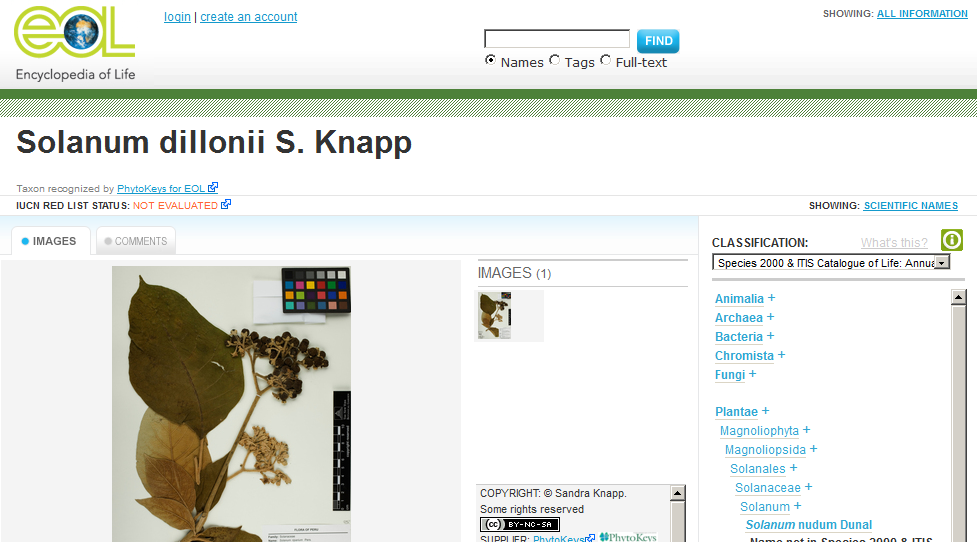 eol
Encyclopedia of Life
login | create an account
SHOWING: ALL INFORMATION
FIND
Names Tags Full-text
Solanum dillonii S. Knapp
Taxon recognized by PhytoKeys for EOL
IUCN RED LIST STATUS: NOT EVALUATED
SHOWING: SCIENTIFIC NAMES
IMAGES
COMMENTS
IMAGES (1)
COPYRIGHT: © Sandra Knapp.
Some rights reserved
(cc) BY-NC-SA
SUPPLIER: PhytoKeys PhytoKeys
CLASSIFICATION: What's this?
Species 2000 & ITIS Catalogue of Life: Annua
Animalia +
Archaea +
Bacteria +
Chromista +
Fungi +
Plantae +
Magnoliophyta +
Magnoliopsida +
Solanales +
Solanaceae +
Solanum +
Solanum nudum Dunal
Name not in Species 2000 & ITIS